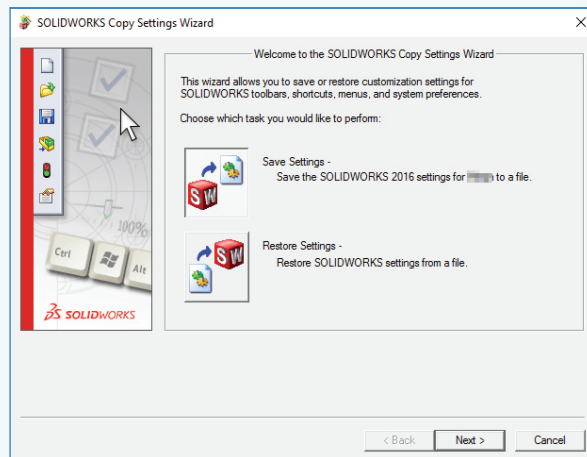 SOLIDWORKS Copy Settings Wizard
Welcome to the SOLIDWORKS Copy Settings Wizard
This wizard allows you to save or restore customization settings for
SOLIDWORKS toolbars, shortcuts, menus, and system preferences.
Choose which task you would like to perform:
Save Settings -
Save the SOLIDWORKS 2016 settings for to a file.
SW
Restore Settings -
Restore SOLIDWORKS settings from a file.
SW
100%
Ctrl
Alt
3S SOLIDWORKS
< Back
Next >
Cancel